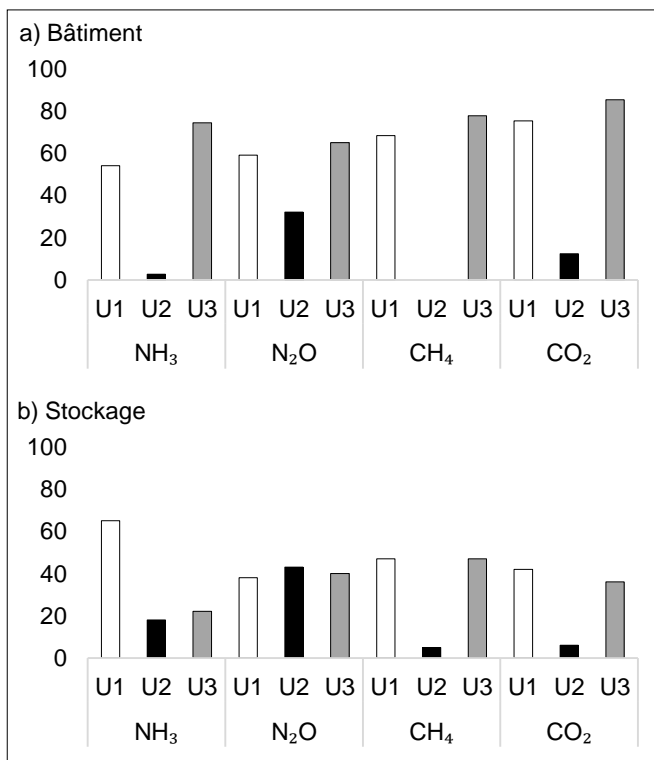 a) Bâtiment
100
80
60
40
20
0
U1 U2 U3 U1 U2 U3 U1 U2 U3 U1 U2 U3
NH₃ N₂O CH₄ CO₂
b) Stockage
100
80
60
40
20
0
U1 U2 U3 U1 U2 U3 U1 U2 U3 U1 U2 U3
NH₃ N₂O CH₄ CO₂